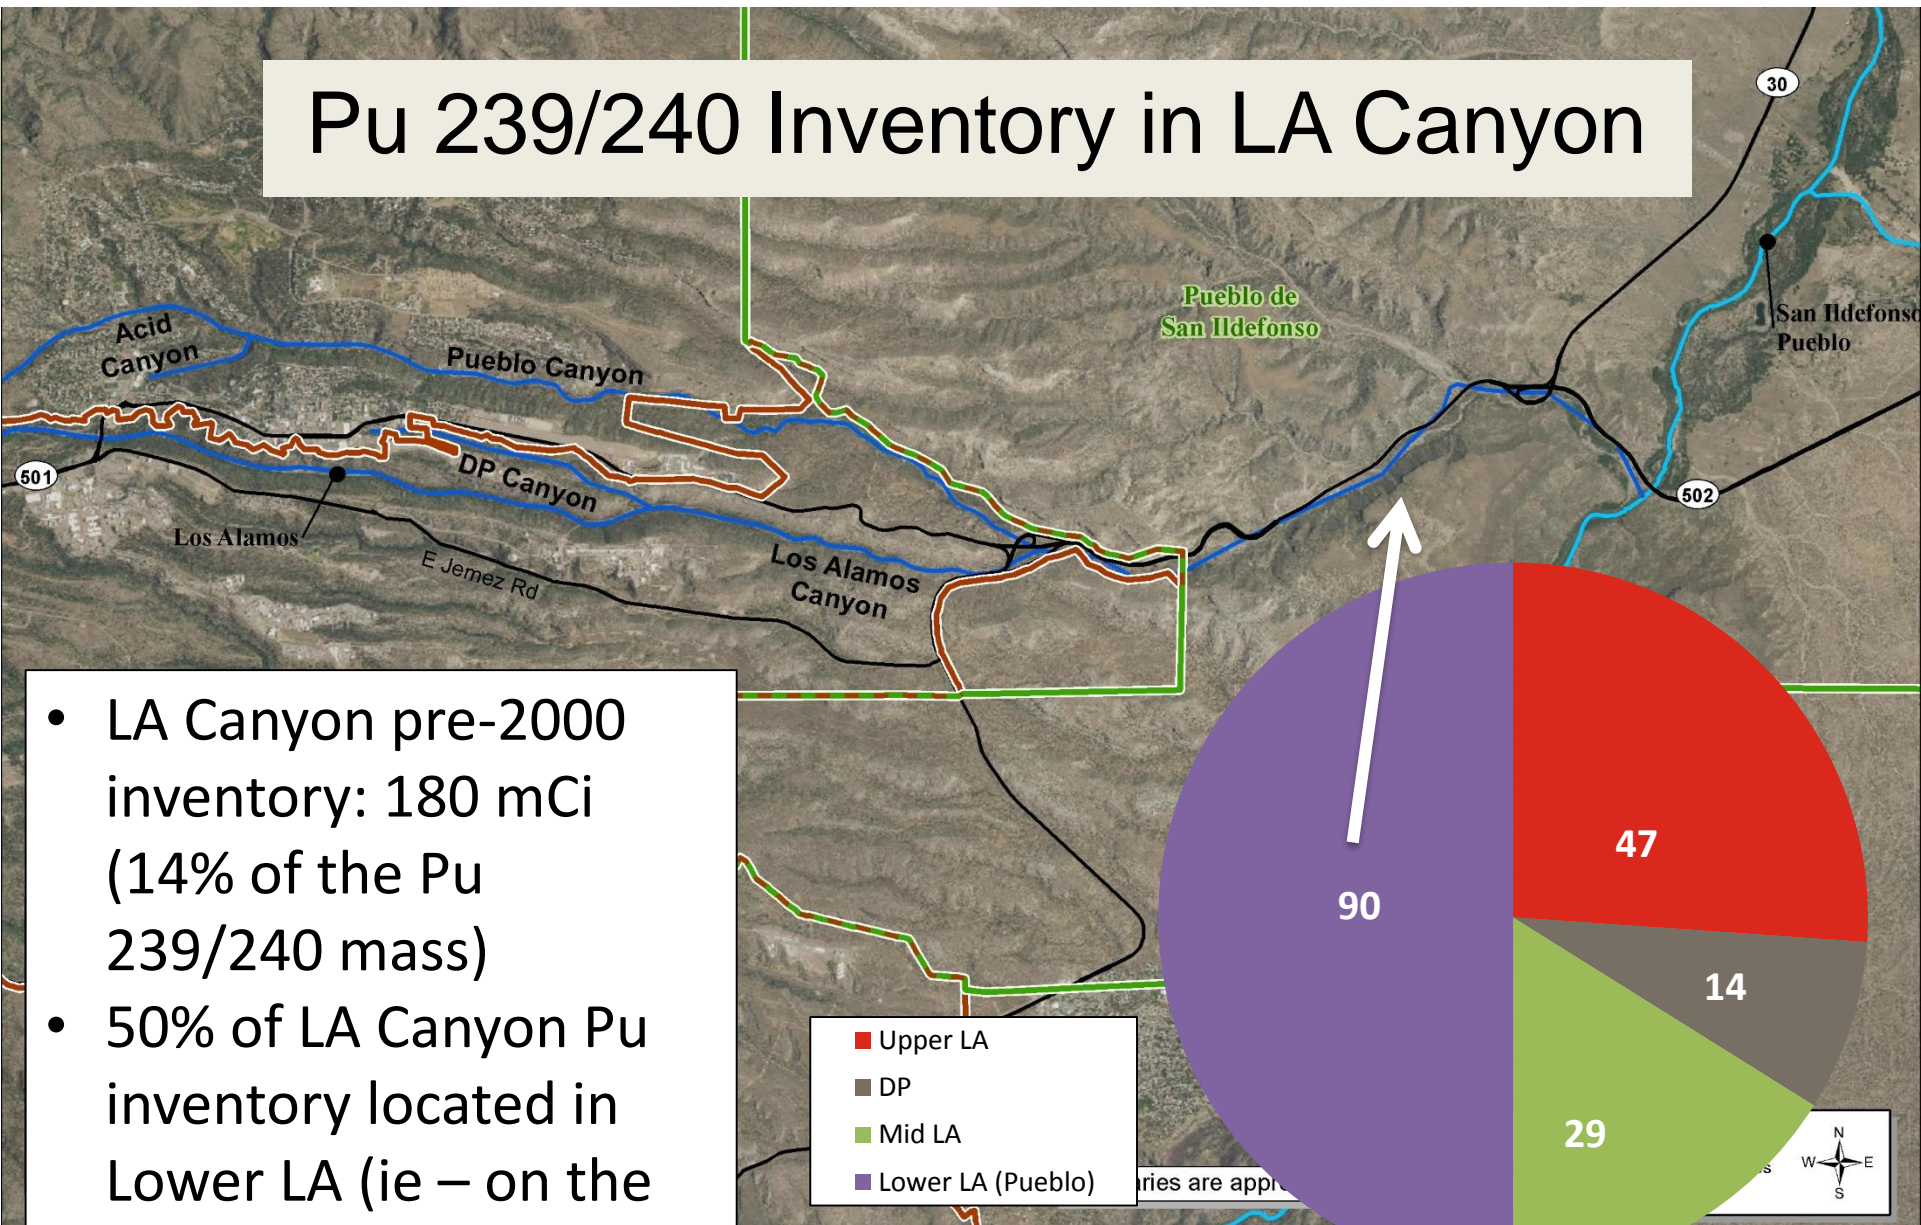 Pu 239/240 Inventory in LA Canyon
30
Acid
Canyon
Pueblo Canyon
Pueblo de
San Ildefonso
San Ildefonso
Pueblo
501
DP Canyon
502
Los Alamos
E Jemez Rd
Los Alamos
Canyon
• LA Canyon pre-2000
inventory: 180 mCi
(14% of the Pu
239/240 mass)
• 50% of LA Canyon Pu
inventory located in
Lower LA (ie – on the
47
90
14
29
Upper LA
DP
Mid LA
Lower LA (Pueblo)
are
N
W E
S